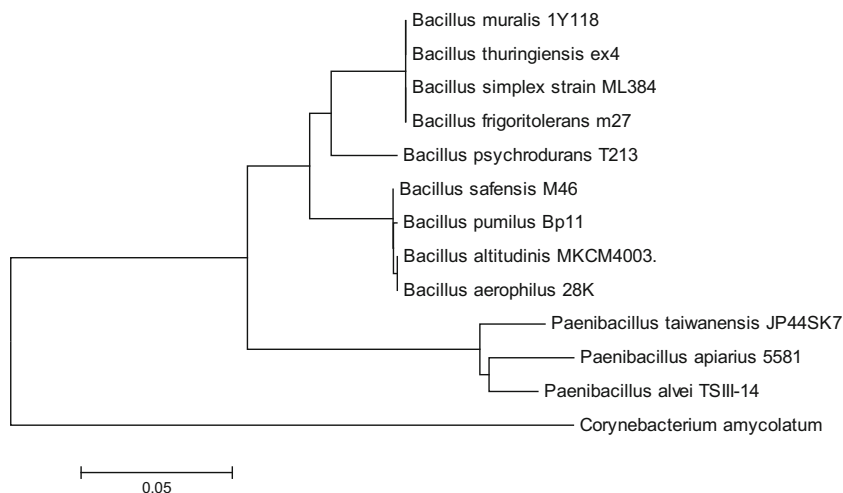 Bacillus muralis 1Y118
Bacillus thuringiensis ex4
Bacillus simplex strain ML384
Bacillus frigoritolerans m27
Bacillus psychrodurans T213
Bacillus safensis M46
Bacillus pumilus Bp11
Bacillus altitudinis MKCM4003.
Bacillus aerophilus 28K
Paenibacillus taiwanensis JP44SK7
Paenibacillus apiarius 5581
Paenibacillus alvei TSIII-14
Corynebacterium amycolatum
0.05